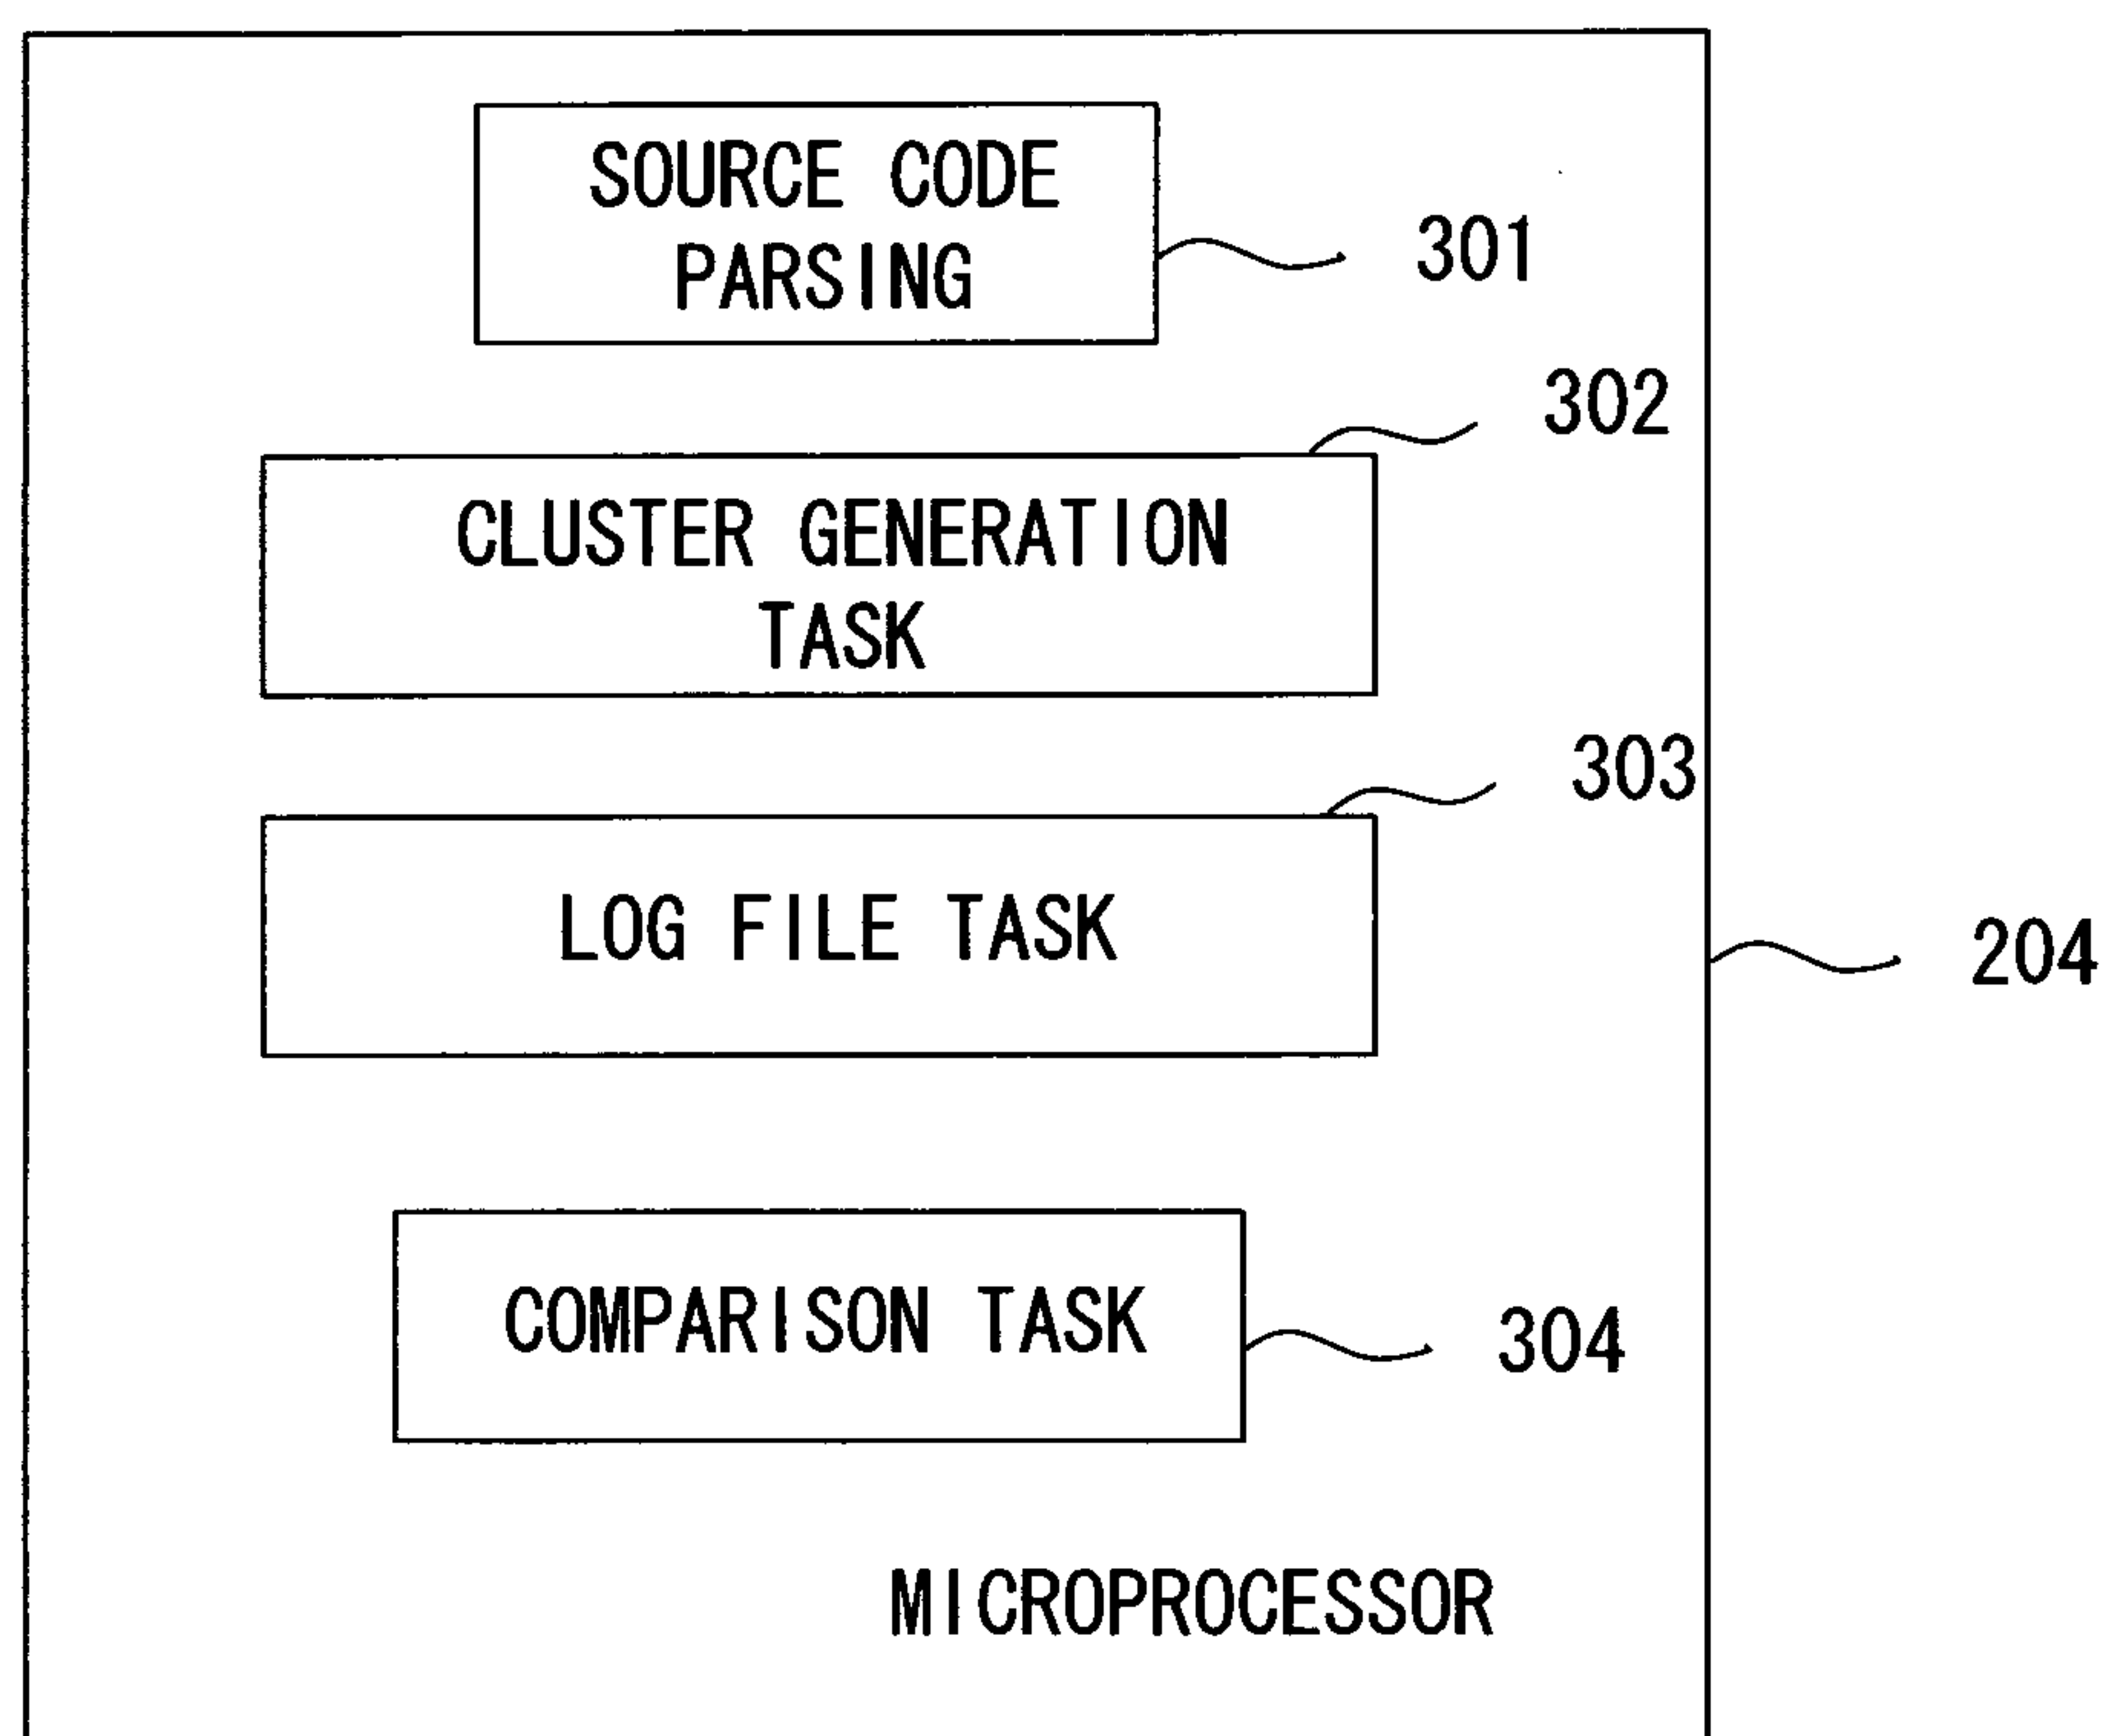 SOURCE CODE
PARSING
301
302
CLUSTER GENERATION
TASK
303
LOG FILE TASK
204
COMPARISON TASK
304
MICROPROCESSOR